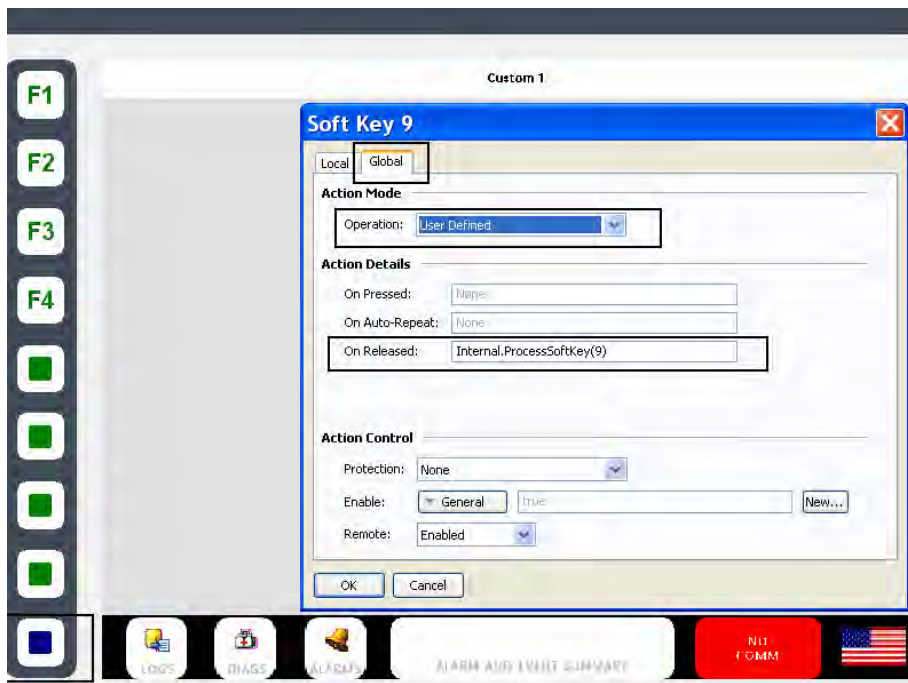 Custom 1
F1
F2
F3
F4
Soft Key 9
Local Global
Action Mode
Operation: User Defined
Action Details
On Pressed: None
On Auto-Repeat: None
On Released: Internal.ProcessSoftKey(9)
Action Control
Protection: None
Enable: General true New...
Remote: Enabled
OK Cancel
LOGS DIAGS ALARMS ALARM AND EVENT SUMMARY NO
COMM